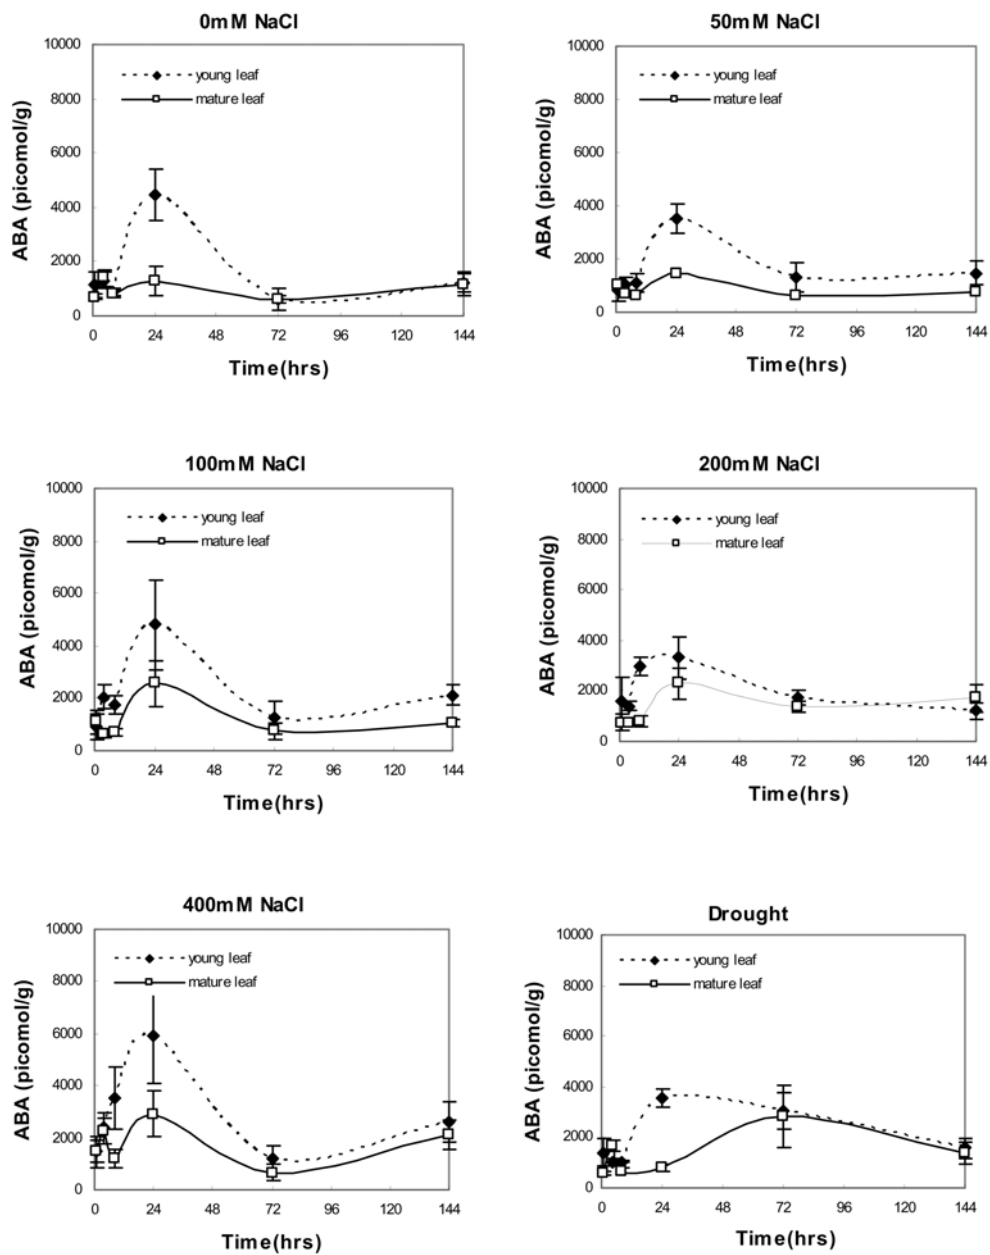 0mM NaCl
ABA (picomol/g)
10000
8000
6000
4000
2000
0
young leaf
mature leaf
0 24 48 72 96 120 144
Time(hrs)
50mM NaCl
ABA (picomol/g)
10000
8000
6000
4000
2000
0
young leaf
mature leaf
0 24 48 72 96 120 144
Time(hrs)
100mM NaCl
ABA (picomol/g)
10000
8000
6000
4000
2000
0
young leaf
mature leaf
0 24 48 72 96 120 144
Time(hrs)
200mM NaCl
ABA (picomol/g)
10000
8000
6000
4000
2000
0
young leaf
mature leaf
0 24 48 72 96 120 144
Time(hrs)
400mM NaCl
ABA (picomol/g)
10000
8000
6000
4000
2000
0
young leaf
mature leaf
0 24 48 72 96 120 144
Time(hrs)
Drought
ABA (picomol/g)
10000
8000
6000
4000
2000
0
young leaf
mature leaf
0 24 48 72 96 120 144
Time(hrs)